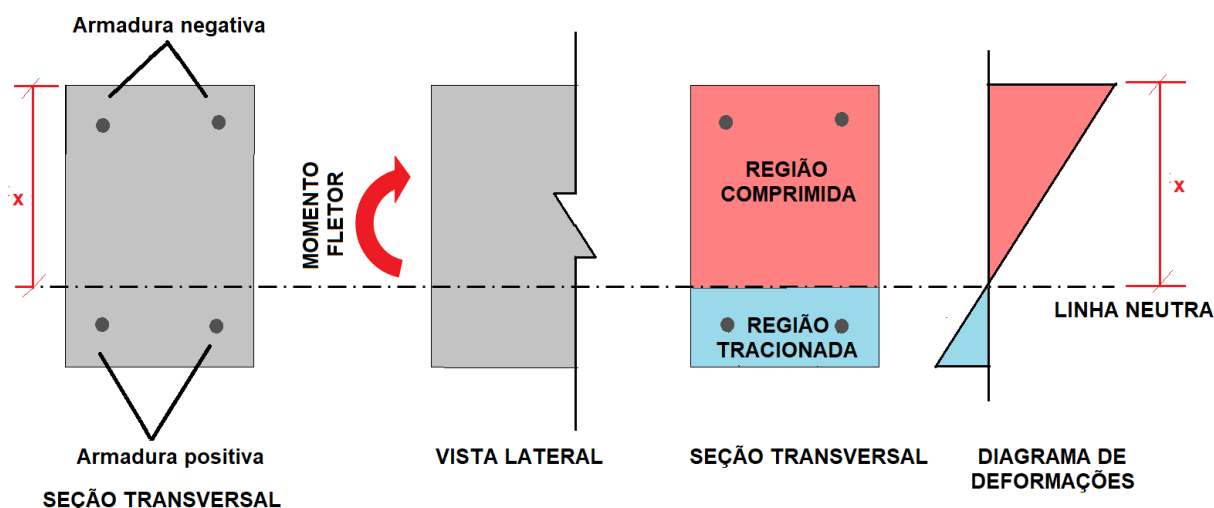 Armadura negativa
x
MOMENTO
FLETOR
REGIÃO
COMPRIMIDA
x
LINHA NEUTRA
REGIÃO
TRACIONADA
Armadura positiva
SEÇÃO TRANSVERSAL
VISTA LATERAL
SEÇÃO TRANSVERSAL
DIAGRAMA DE
DEFORMAÇÕES